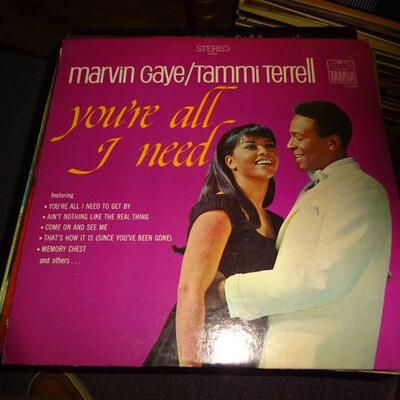 STEREO
marvin Gaye/Tammi Terrell
TAMLA
you're all
I need
featuring
• YOU'RE ALL I NEED TO GET BY
• AIN'T NOTHING LIKE THE REAL THING
• COME ON AND SEE ME
• THAT'S HOW IT IS (SINCE YOU'VE BEEN GONE)
• MEMORY CHEST
and others . . .